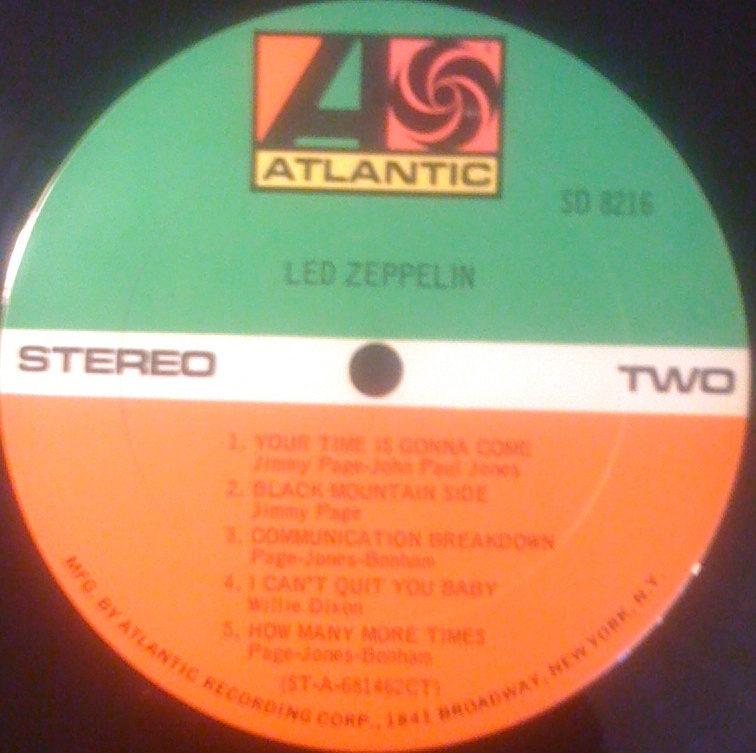 ATLANTIC
SD 8216
LED ZEPPELIN
STEREO
TWO
1. YOUR TIME IS GONNA COME
Jimmy Page-John Paul Jones
2. BLACK MOUNTAIN SIDE
Jimmy Page
3. COMMUNICATION BREAKDOWN
Page-Jones-Bonham
4. I CAN'T QUIT YOU BABY
Willie Dixon
5. HOW MANY MORE TIMES
Page-Jones-Bonham
(ST-A-681462CT)
MFG. BY ATLANTIC RECORDING CORP., 1841 BROADWAY, NEW YORK, N.Y.